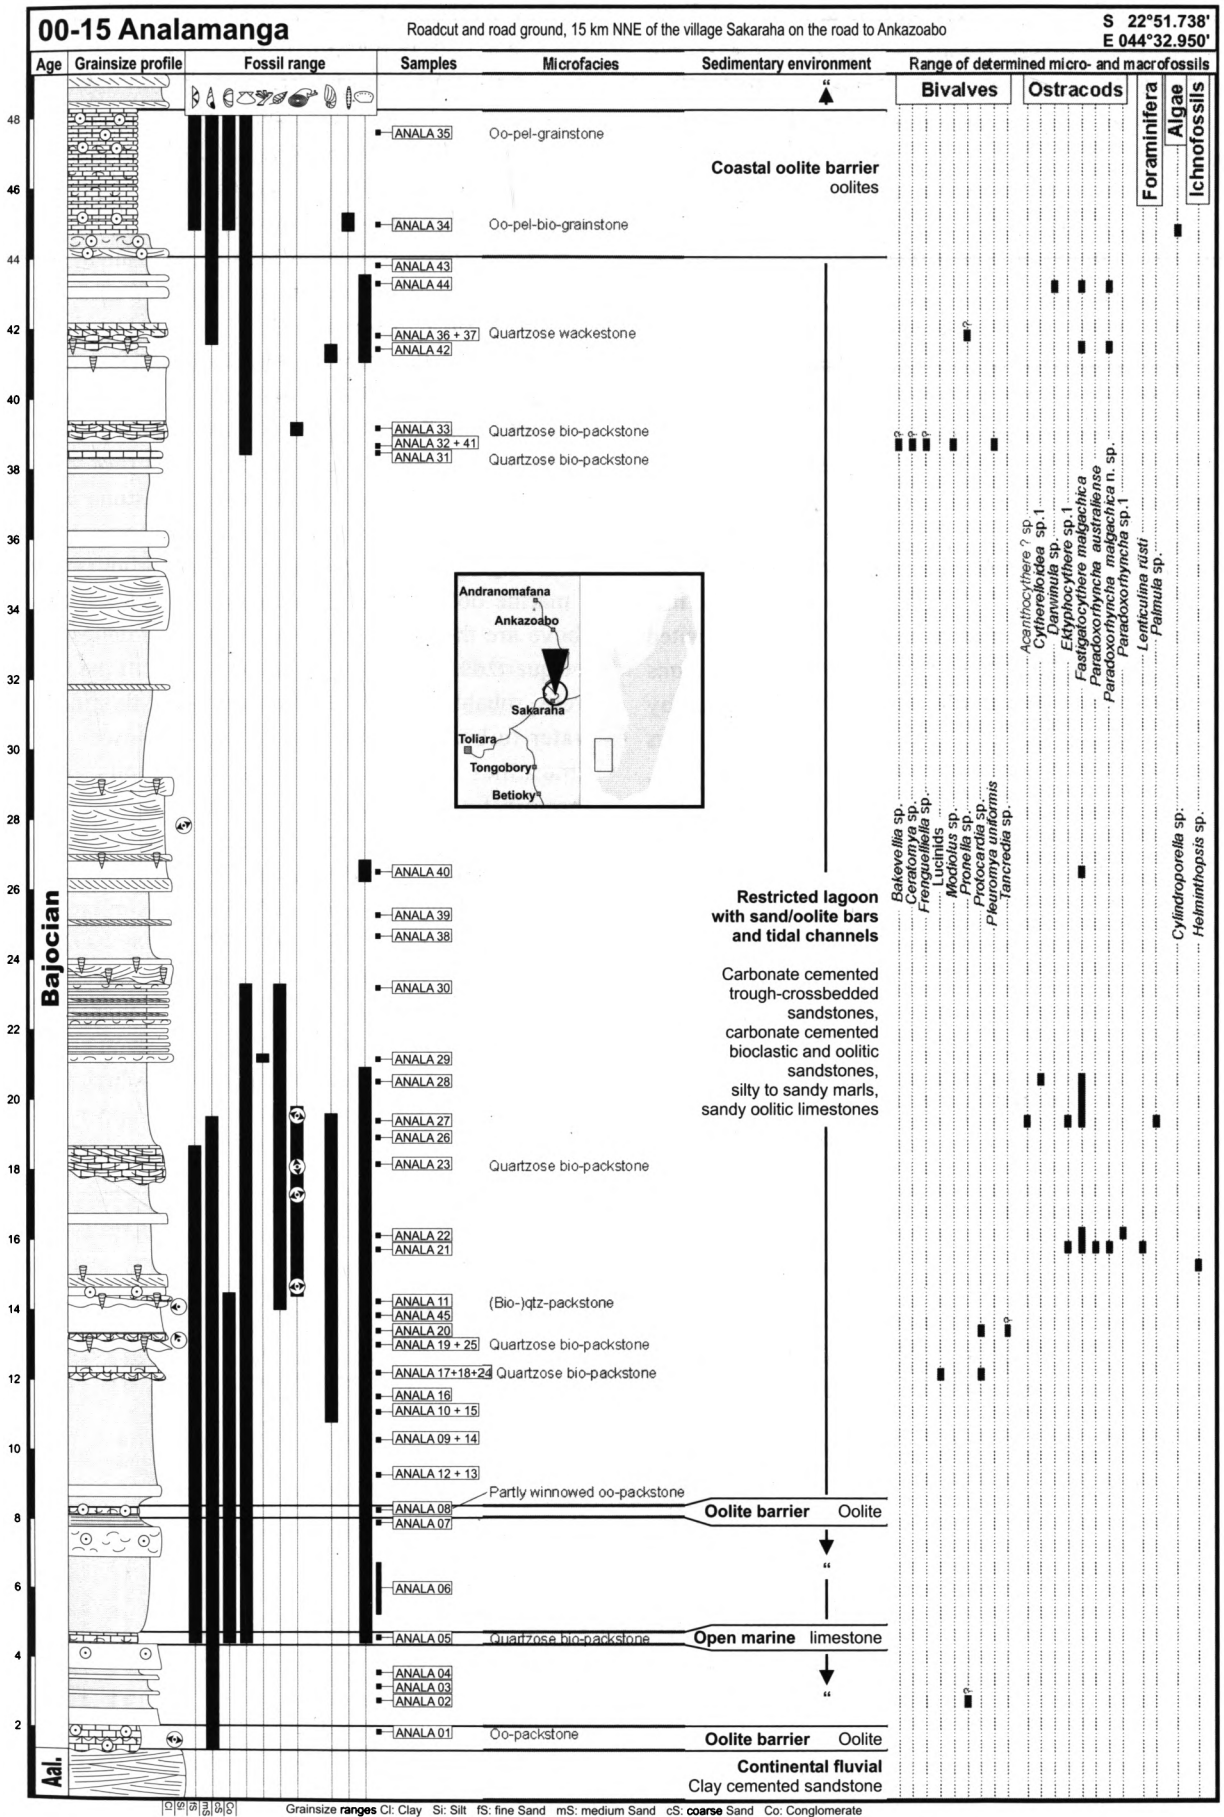 00-15 Analamanga
Roadcut and road ground, 15 km NNE of the village Sakaraha on the road to Ankazoabo
S 22°51.738'
E 044°32.950'
Age Grainsize profile Fossil range Samples Microfacies Sedimentary environment Range of determined micro- and macrofossils
Bivalves Ostracods Foraminifera Algae Ichnofossils
“
48
ANALA 35 Oo-pel-grainstone
Coastal oolite barrier
oolites
46
ANALA 34 Oo-pel-bio-grainstone
44
ANALA 43
ANALA 44
42
ANALA 36 + 37 Quartzose wackestone
?
ANALA 42
40
ANALA 33 Quartzose bio-packstone
? ? ?
ANALA 32 + 41
ANALA 31 Quartzose bio-packstone
38
36
34
32
30
28
26
24
22
20
18
16
14
12
10
8
6
4
2
Acanthocythere ? sp.
Cytherelloidea sp.1
Darwinula sp.
Ektyphocythere sp.1
Fastigatocythere malgachica
Paradoxorhyncha australiense
Paradoxorhyncha malgachica n. sp.
Paradoxorhyncha sp.1
Lenticulina rüsti
Palmula sp.
Andranomafana
Ankazoabo
Sakaraha
Toliara
Tongobory
Betioky
Bakevellia sp.
Ceratomya sp.
Frenguelliella sp.
Lucinids
Modiolus sp.
Pronella sp.
Protocardia sp.
Pleuromya uniformis
Tancredia sp.
Cylindroporella sp.
Helminthopsis sp.
Bajocian
ANALA 40
ANALA 39
ANALA 38
Restricted lagoon
with sand/oolite bars
and tidal channels
Carbonate cemented
trough-crossbedded
sandstones,
carbonate cemented
bioclastic and oolitic
sandstones,
silty to sandy marls,
sandy oolitic limestones
ANALA 30
ANALA 29
ANALA 28
ANALA 27
ANALA 26
ANALA 23 Quartzose bio-packstone
ANALA 22
ANALA 21
ANALA 11 (Bio-)qtz-packstone
ANALA 45
ANALA 20
?
ANALA 19 + 25 Quartzose bio-packstone
ANALA 17+18+24 Quartzose bio-packstone
ANALA 16
ANALA 10 + 15
ANALA 09 + 14
ANALA 12 + 13
Partly winnowed oo-packstone
ANALA 08
Oolite barrier Oolite
ANALA 07
“
ANALA 06
ANALA 05 Quartzose bio-packstone Open marine limestone
ANALA 04
ANALA 03
ANALA 02
“
?
ANALA 01 Oo-packstone Oolite barrier Oolite
Aal.
Continental fluvial
Clay cemented sandstone
Cl Si fS mS cS Co
Grainsize ranges Cl: Clay Si: Silt fS: fine Sand mS: medium Sand cS: coarse Sand Co: Conglomerate